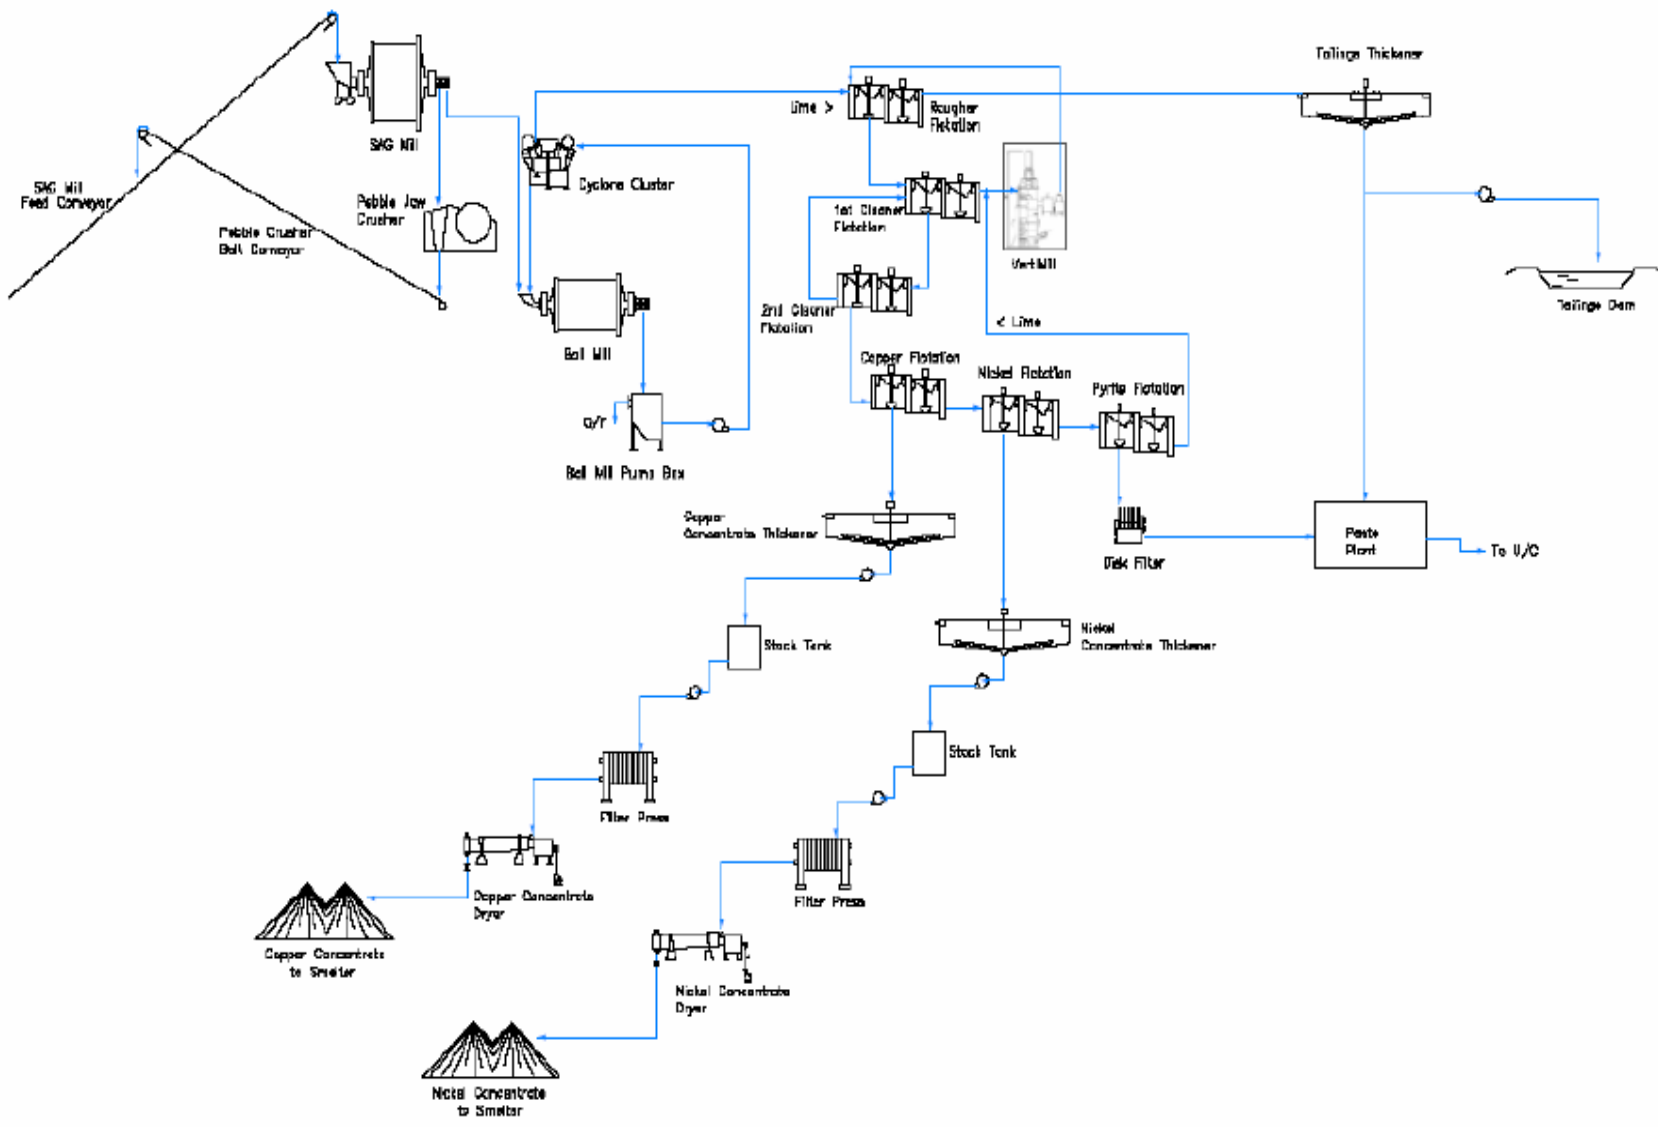 Tailings Thickener
Lime >
Rougher
Flotation
SAG Mill
Cyclone Cluster
SAG Mill
Feed Conveyor
Pebble Jaw
Crusher
1st Cleaner
Flotation
Pebble Crusher
Belt Conveyor
VertiMill
Tailings Dam
2nd Cleaner
Flotation
< Lime
Ball Mill
Copper Flotation
Nickel Flotation
Pyrite Flotation
o/f
Ball Mill Pump Box
Copper
Concentrate Thickener
Paste
Plant
To U/G
Disk Filter
Stock Tank
Nickel
Concentrate Thickener
Stock Tank
Filter Press
Copper Concentrate
Dryer
Filter Press
Copper Concentrate
to Smelter
Nickel Concentrate
Dryer
Nickel Concentrate
to Smelter